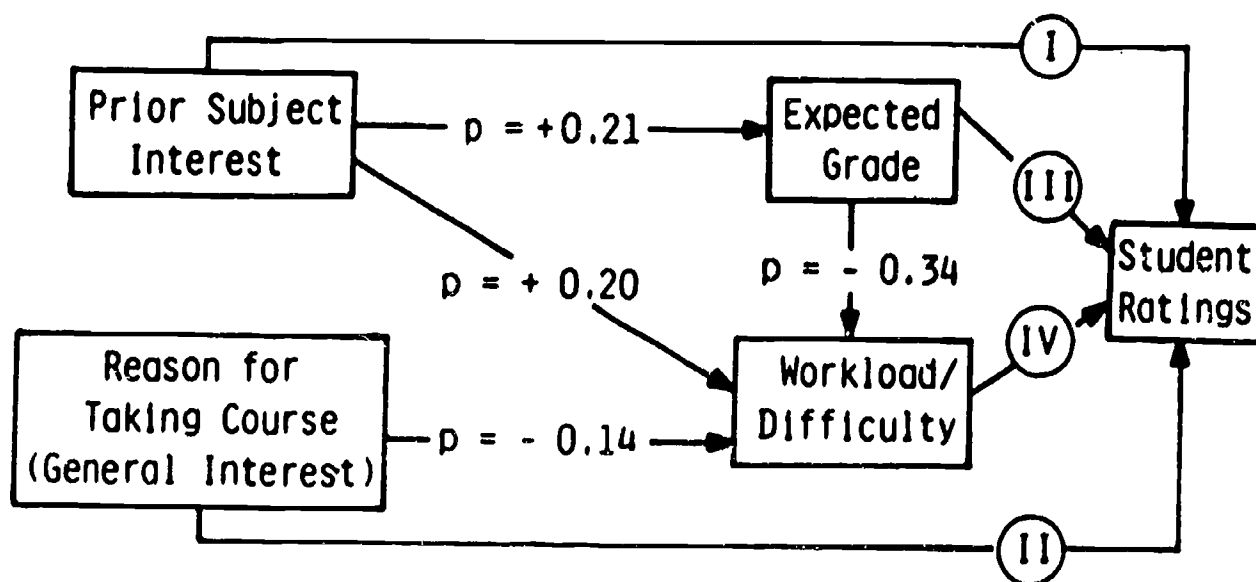 I
Prior Subject
Interest
p = +0.21
Expected
Grade
III
Student
Ratings
p = + 0.20
p = - 0.34
IV
Reason for
Taking Course
(General Interest)
p = - 0.14
Workload/
Difficulty
II